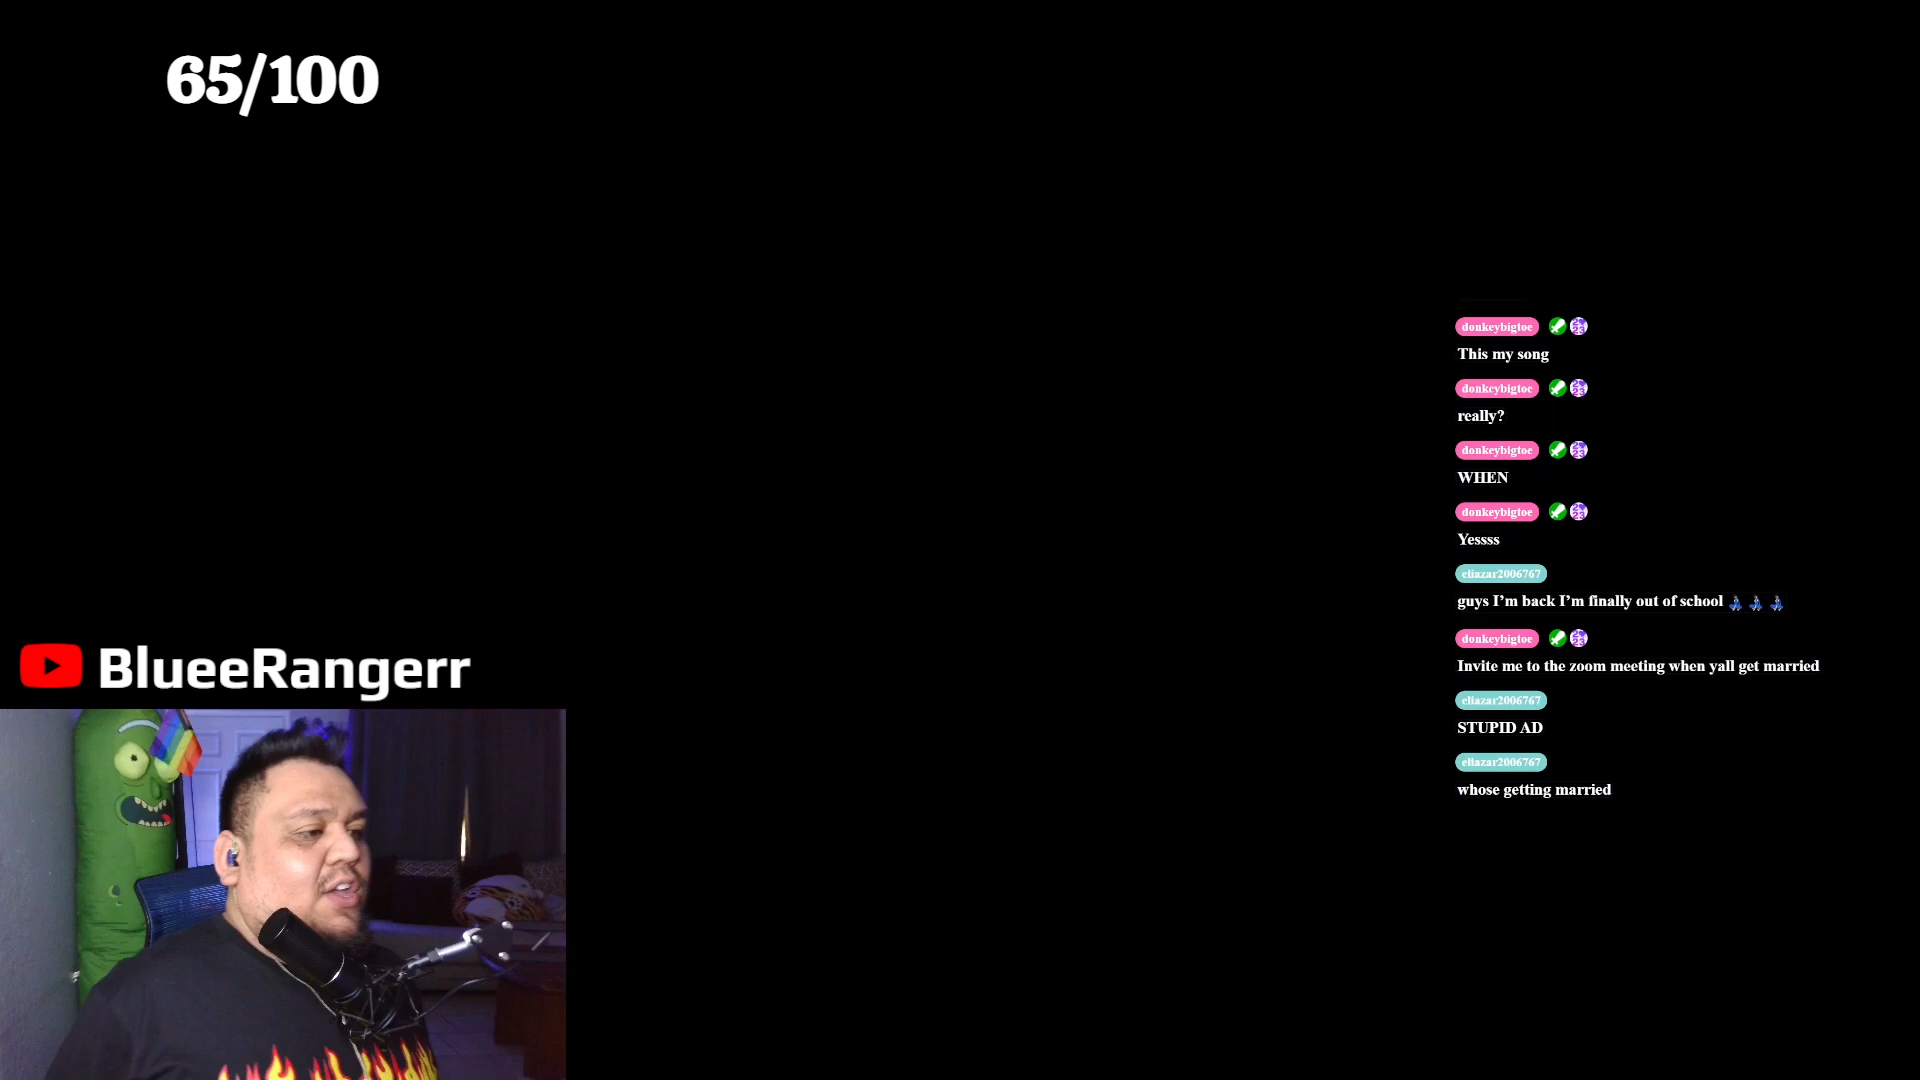 65/100
donkeybigtoe
This my song
donkeybigtoe
really?
donkeybigtoe
WHEN
donkeybigtoe
Yessss
eliazar2006767
guys I’m back I’m finally out of school
donkeybigtoe
Invite me to the zoom meeting when yall get married
eliazar2006767
STUPID AD
eliazar2006767
whose getting married
BlueeRangerr